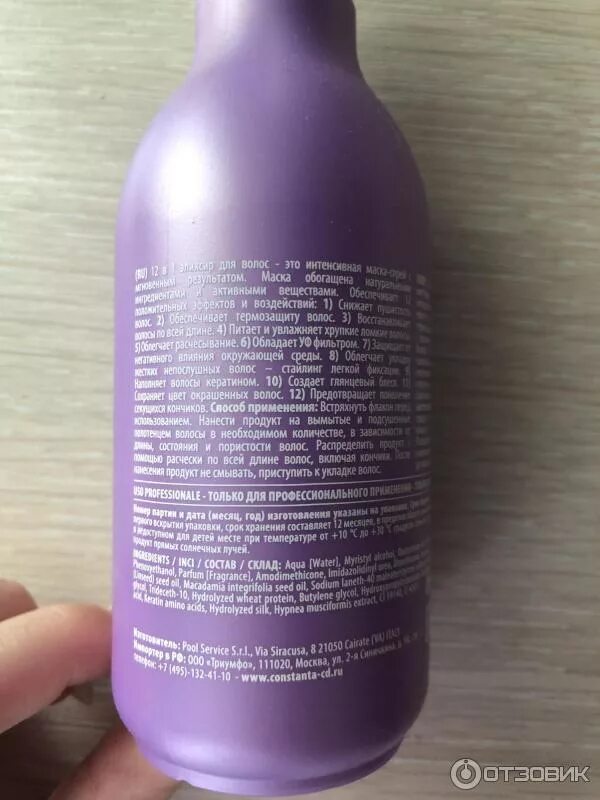 (RU) 12 в 1 эликсир для волос - это интенсивная маска-спрей с
мгновенным результатом. Маска обогащена натуральными
ингредиентами и активными веществами. Обеспечивает 12
положительных эффектов и воздействий: 1) Снижает пушистость
волос. 2) Обеспечивает термозащиту волос. 3) Восстанавливает
волосы по всей длине. 4) Питает и увлажняет хрупкие ломкие волосы.
5) Облегчает расчесывание. 6) Обладает УФ фильтром. 7) Защищает от
негативного влияния окружающей среды. 8) Облегчает укладку
жестких непослушных волос – стайлинг легкой фиксации. 9)
Наполняет волосы кератином. 10) Создает глянцевый блеск. 11)
Сохраняет цвет окрашенных волос. 12) Предотвращает появление
секущихся кончиков. Способ применения: Встряхнуть флакон перед
использованием. Нанести продукт на вымытые и подсушенные
полотенцем волосы в необходимом количестве, в зависимости от
длины, состояния и пористости волос. Распределить продукт с
помощью расчески по всей длине волос, включая кончики. После
нанесения продукт не смывать, приступить к укладке волос.
USO PROFESSIONALE - ТОЛЬКО ДЛЯ ПРОФЕССИОНАЛЬНОГО ПРИМЕНЕНИЯ
Номер партии и дата (месяц, год) изготовления указаны на упаковке.
первого вскрытия упаковки, срок хранения составляет 12 месяцев,
и недоступном для детей месте при температуре от +10 °C до +30 °C
продукт прямых солнечных лучей.
INGREDIENTS / INCI / СОСТАВ / СКЛАД: Aqua [Water], Myristyl alcohol,
Phenoxyethanol, Parfum [Fragrance], Amodimethicone, Imidazolidinyl urea,
(Linseed) seed oil, Macadamia integrifolia seed oil, Sodium laneth-40 maleate
glycol, Trideceth-10, Hydrolyzed wheat protein, Butylene glycol, Hydrolyzed
acid, Keratin amino acids, Hydrolyzed silk, Hypnea musciformis extract,
Изготовитель: Pool Service S.r.l., Via Siracusa, 8 21050 Cairate (VA) ITALY
Импортер в РФ: ООО «Триумфо», 111020, Москва, ул. 2-я Синичкина,
телефон: +7 (495)-132-41-10 - www.constanta-cd.ru
ОТЗОВИК